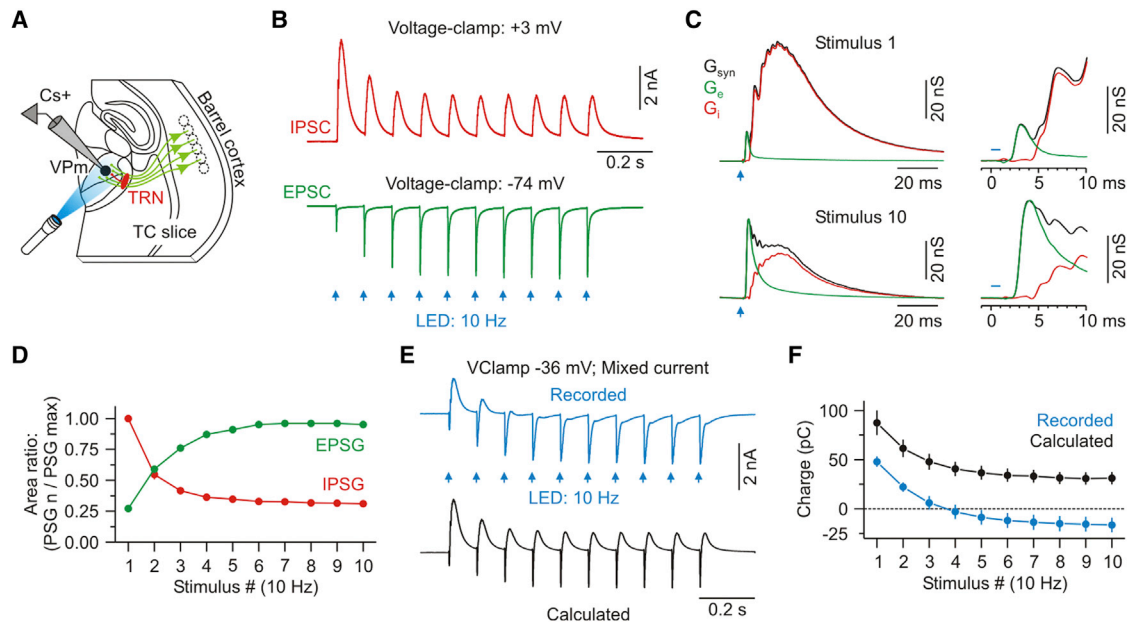 A
Cs+
VPm
TRN
TC slice
Barrel cortex
B
Voltage-clamp: +3 mV
IPSC
2 nA
0.2 s
Voltage-clamp: -74 mV
EPSC
LED: 10 Hz
C
Stimulus 1
Gsyn
Ge
Gi
20 nS
20 ms
20 nS
0 5 10 ms
Stimulus 10
20 nS
20 ms
20 nS
0 5 10 ms
D
Area ratio:
(PSG n / PSG max)
1.00
0.75
0.50
0.25
0.00
EPSG
IPSG
1 2 3 4 5 6 7 8 9 10
Stimulus # (10 Hz)
E
VClamp -36 mV; Mixed current
Recorded
2 nA
LED: 10 Hz
Calculated
0.2 s
F
Charge (pC)
100
50
0
-25
Recorded
Calculated
1 2 3 4 5 6 7 8 9 10
Stimulus # (10 Hz)